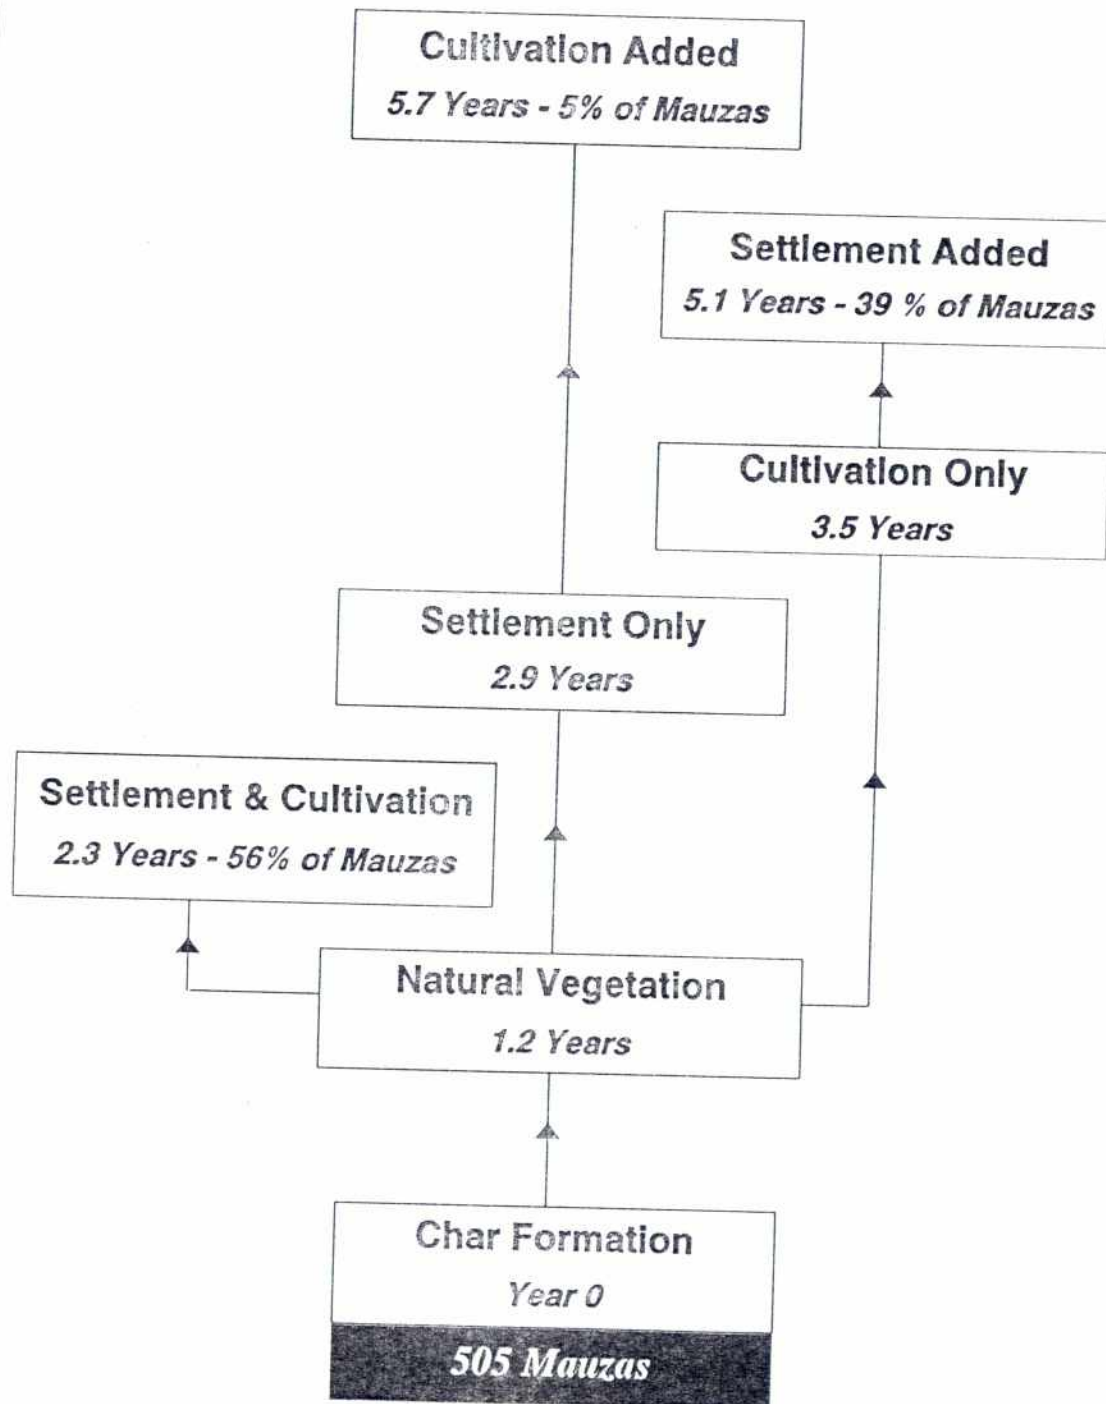 Cultivation Added
5.7 Years - 5% of Mauzas
Settlement Added
5.1 Years - 39 % of Mauzas
Cultivation Only
3.5 Years
Settlement Only
2.9 Years
Settlement & Cultivation
2.3 Years - 56% of Mauzas
Natural Vegetation
1.2 Years
Char Formation
Year 0
505 Mauzas